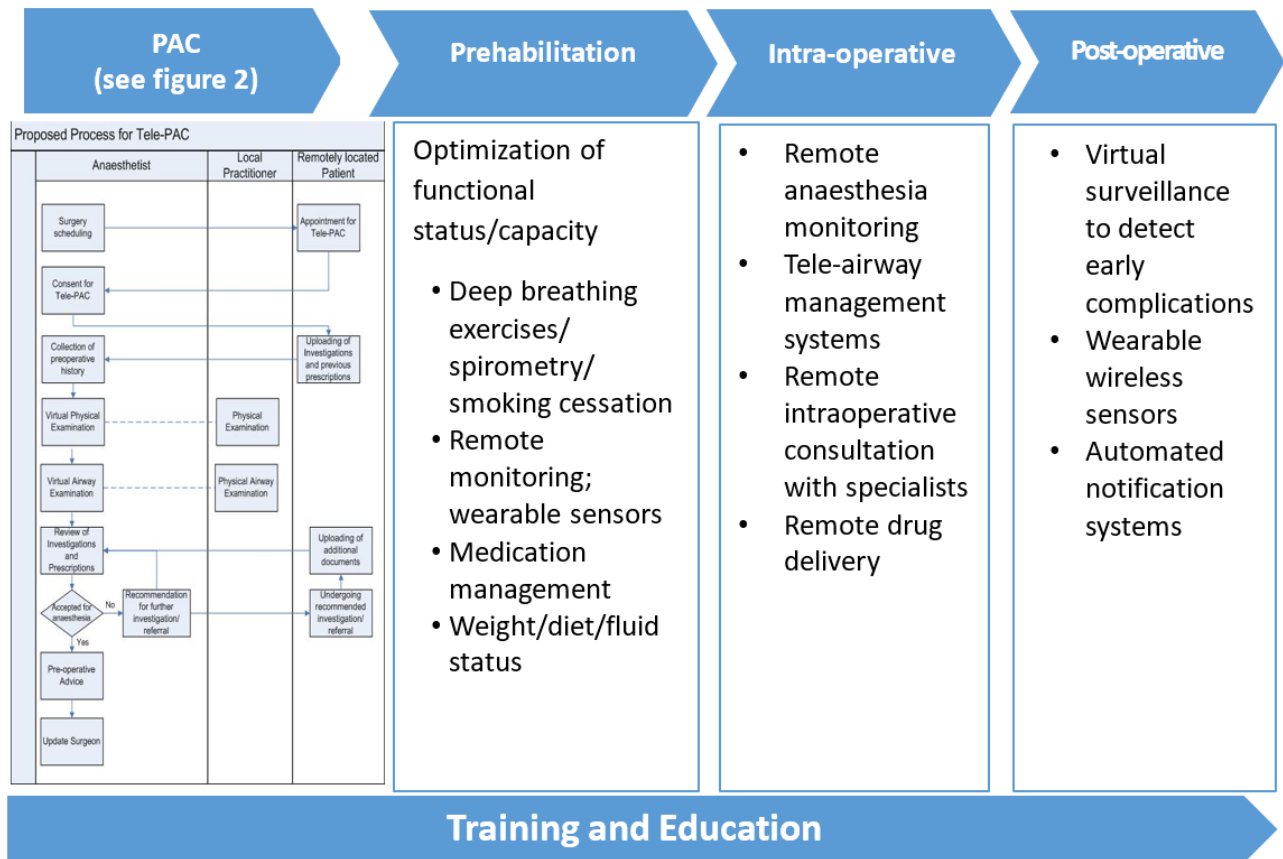 PAC
(see figure 2)
Prehabilitation
Intra-operative
Post-operative
Proposed Process for Tele-PAC
Anaesthetist
Local
Practitioner
Remotely located
Patient
Surgery
scheduling
Appointment for
Tele-PAC
Consent for
Tele-PAC
Collection of
preoperative
history
Uploading of
Investigations
and previous
prescriptions
Virtual Physical
Examination
Physical
Examination
Virtual Airway
Examination
Physical Airway
Examination
Review of
Investigations
and
Prescriptions
Uploading of
additional
documents
Accepted for
anaesthesia
No
Recommendation
for further
investigation/
referral
Undergoing
recommended
investigation/
referral
Yes
Pre-operative
Advice
Update Surgeon
Optimization of
functional
status/capacity
• Deep breathing
exercises/
spirometry/
smoking cessation
• Remote
monitoring;
wearable sensors
• Medication
management
• Weight/diet/fluid
status
• Remote
anaesthesia
monitoring
• Tele-airway
management
systems
• Remote
intraoperative
consultation
with specialists
• Remote drug
delivery
• Virtual
surveillance
to detect
early
complications
• Wearable
wireless
sensors
• Automated
notification
systems
Training and Education